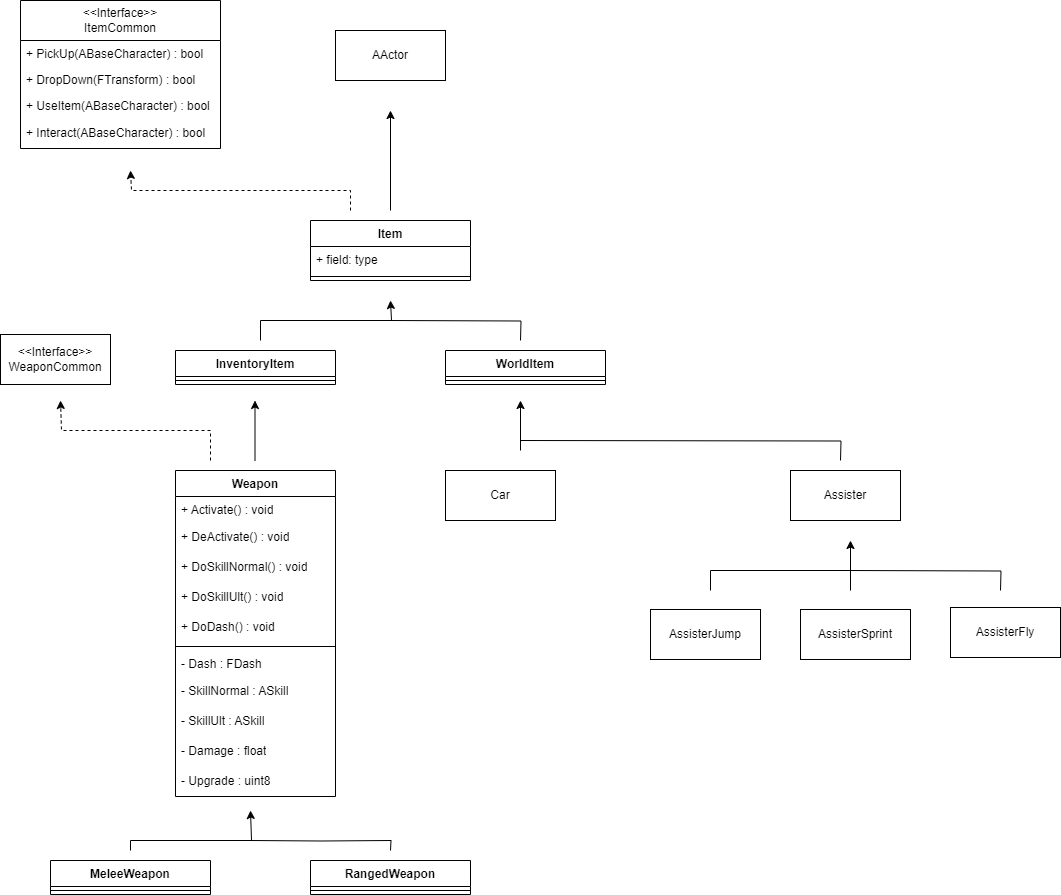 <<Interface>>
ItemCommon
+ PickUp(ABaseCharacter) : bool
+ DropDown(FTransform) : bool
+ UseItem(ABaseCharacter) : bool
+ Interact(ABaseCharacter) : bool
AActor
Item
+ field: type
<<Interface>>
WeaponCommon
InventoryItem
WorldItem
Weapon
+ Activate() : void
+ DeActivate() : void
+ DoSkillNormal() : void
+ DoSkillUlt() : void
+ DoDash() : void
- Dash : FDash
- SkillNormal : ASkill
- SkillUlt : ASkill
- Damage : float
- Upgrade : uint8
Car
Assister
AssisterJump
AssisterSprint
AssisterFly
MeleeWeapon
RangedWeapon